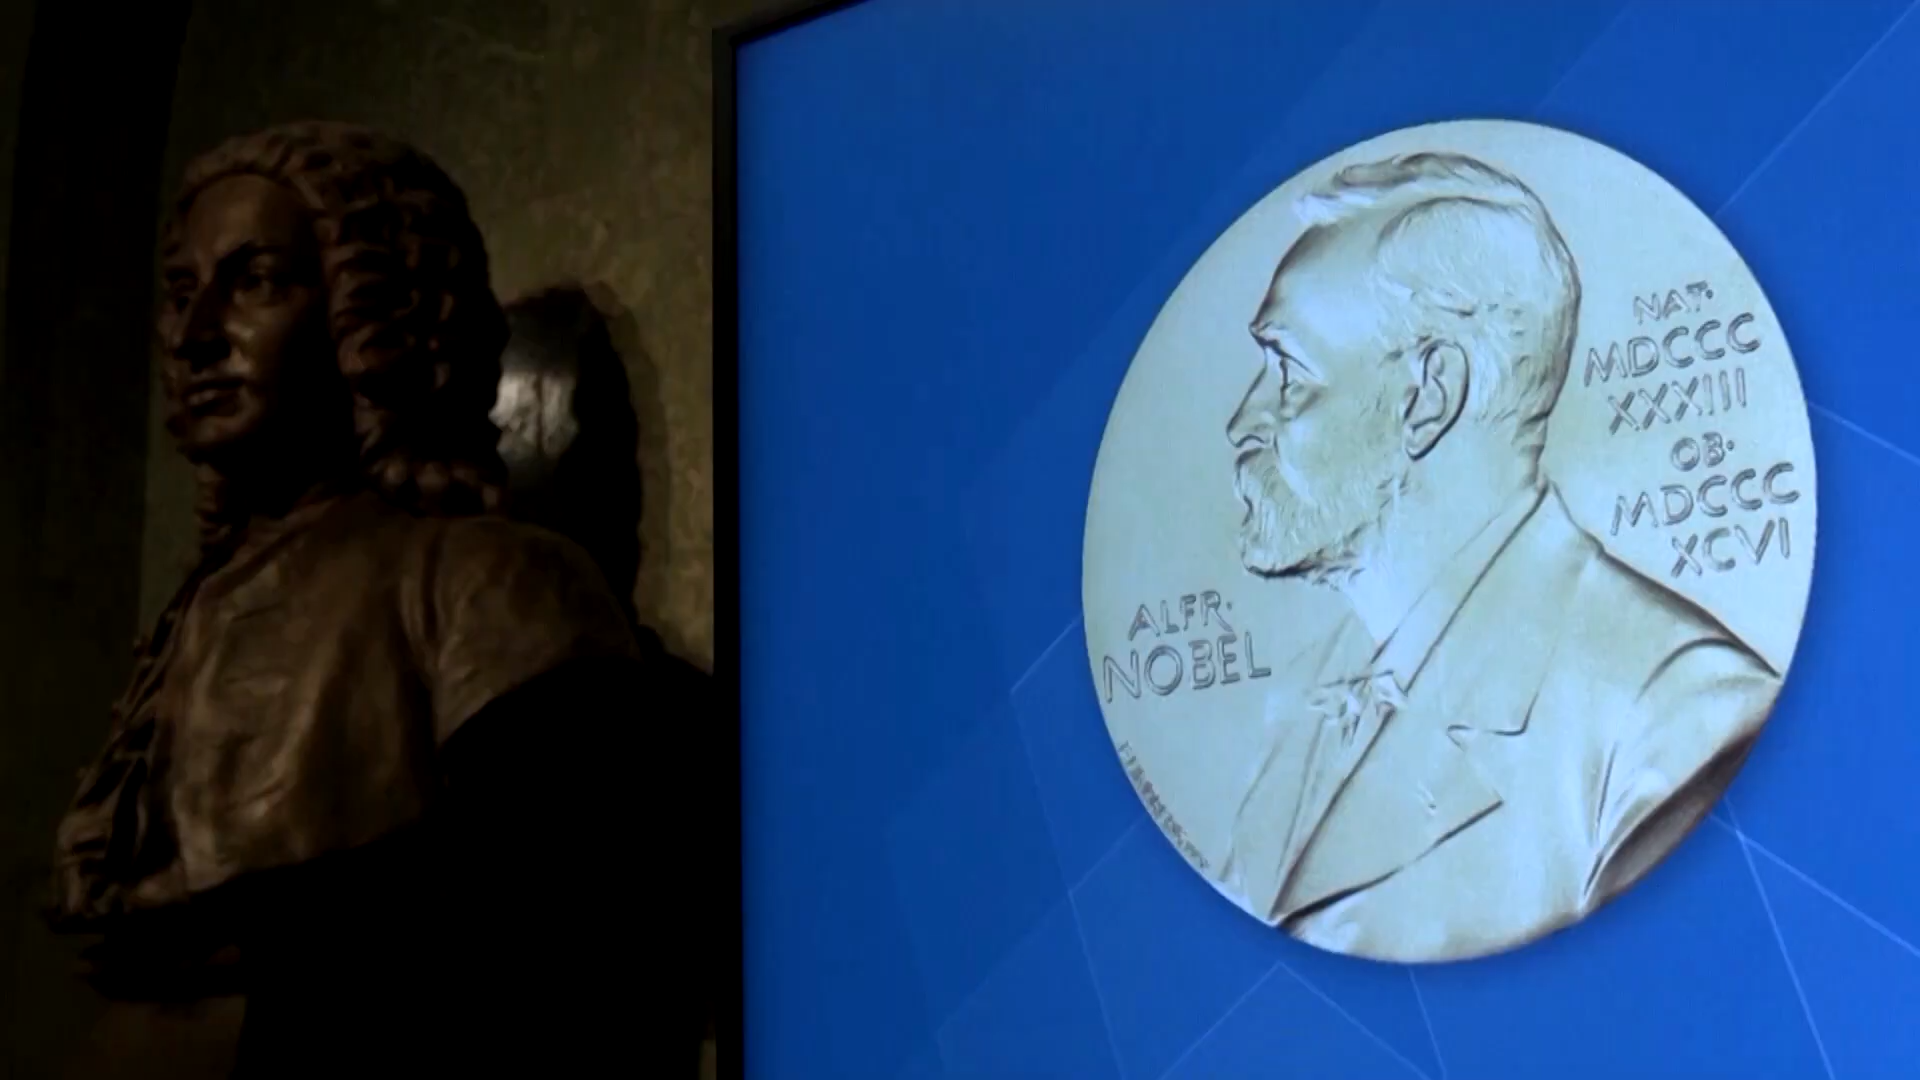 NAT·
MDCCC
XXXIII
OB·
MDCCC
XCVI
ALFR·
NOBEL